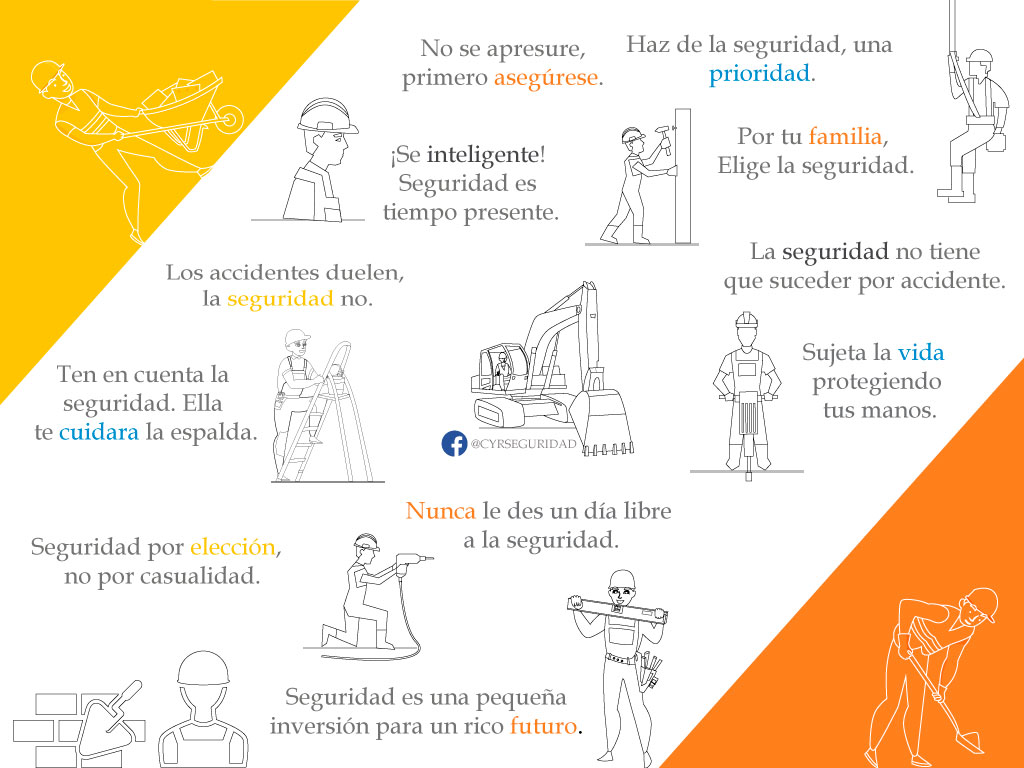 No se apresure,
primero asegúrese.
Haz de la seguridad, una
prioridad.
¡Se inteligente!
Seguridad es
tiempo presente.
Por tu familia,
Elige la seguridad.
Los accidentes duelen,
la seguridad no.
La seguridad no tiene
que suceder por accidente.
Ten en cuenta la
seguridad. Ella
te cuidara la espalda.
Sujeta la vida
protegiendo
tus manos.
@CYRSEGURIDAD
Nunca le des un día libre
a la seguridad.
Seguridad por elección,
no por casualidad.
Seguridad es una pequeña
inversión para un rico futuro.